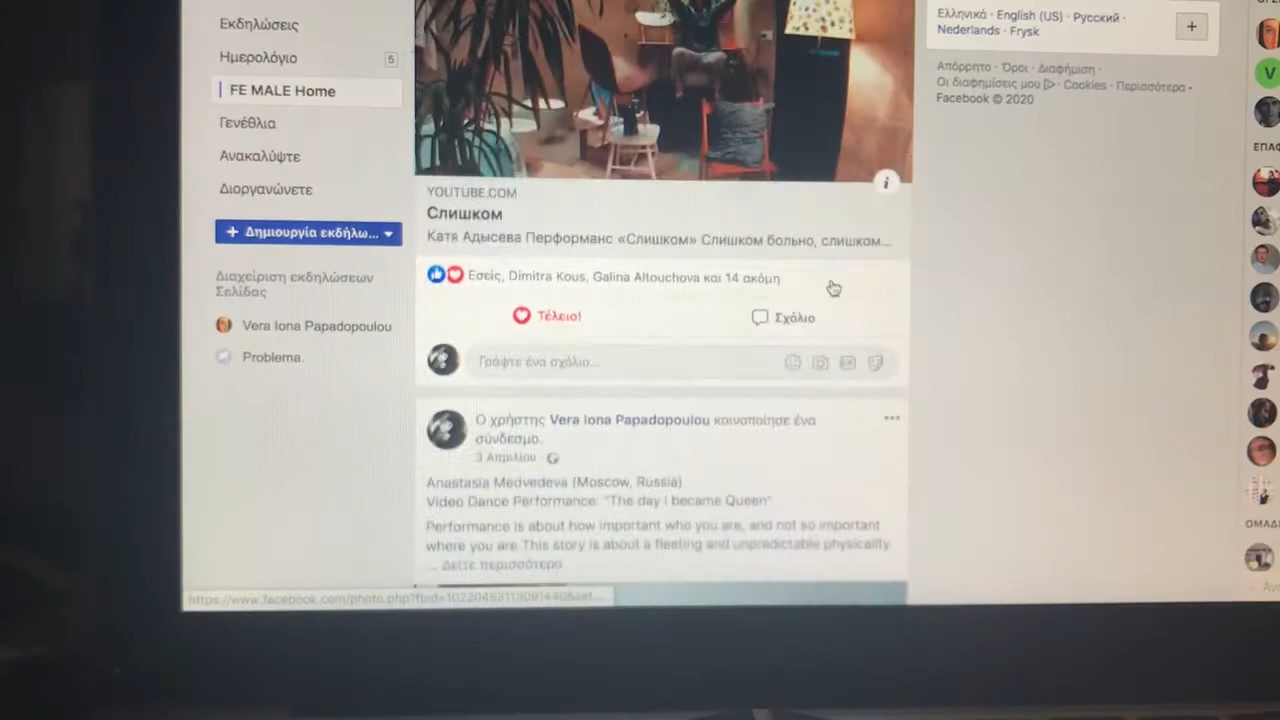 Εκδηλώσεις
Ημερολόγιο
5
FE MALE Home
Γενέθλια
Ανακαλύψτε
Διοργανώνετε
+ Δημιουργία εκδήλω...
Διαχείριση εκδηλώσεων
Σελίδας
Vera Iona Papadopoulou
Problema.
YOUTUBE.COM
Слишком
Катя Адысева Перформанс «Слишком» Слишком больно, слишком...
Εσείς, Dimitra Kous, Galina Altouchova και 14 ακόμη
Τέλειο!
Σχόλιο
Γράψτε ένα σχόλιο...
Ο χρήστης Vera Iona Papadopoulou κοινοποίησε ένα
σύνδεσμο.
3 Απριλίου ·
Anastasia Medvedeva (Moscow, Russia)
Video Dance Performance: "The day I became Queen"
Performance is about how important who you are, and not so important
where you are This story is about a fleeting and unpredictable physicality
... Δείτε περισσότερα
Ελληνικά · English (US) · Русский ·
Nederlands · Frysk
+
Απόρρητο · Όροι · Διαφήμιση ·
Οι διαφημίσεις μου · Cookies · Περισσότερα
Facebook © 2020
V
ΕΠΑΦ
ΟΜΑΔ